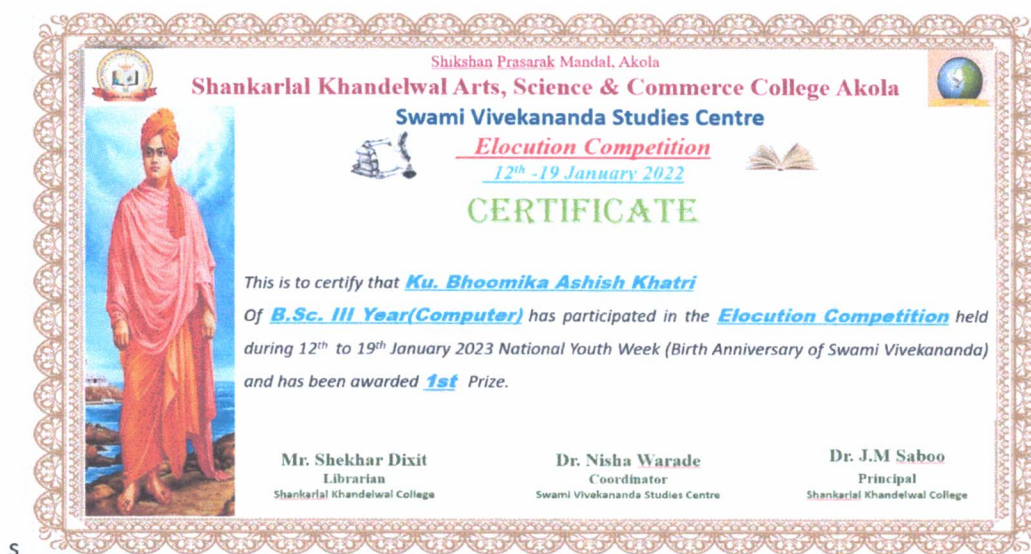 Shikshan Prasarak Mandal, Akola
Shankarlal Khandelwal Arts, Science & Commerce College Akola
Swami Vivekananda Studies Centre
Elocution Competition
12th -19 January 2022
CERTIFICATE
This is to certify that Ku. Bhoomika Ashish Khatri
Of B.Sc. III Year(Computer) has participated in the Elocution Competition held
during 12th to 19th January 2023 National Youth Week (Birth Anniversary of Swami Vivekananda)
and has been awarded 1st Prize.
Mr. Shekhar Dixit
Librarian
Shankarlal Khandelwal College
Dr. Nisha Warade
Coordinator
Swami Vivekananda Studies Centre
Dr. J.M Saboo
Principal
Shankarlal Khandelwal College
s